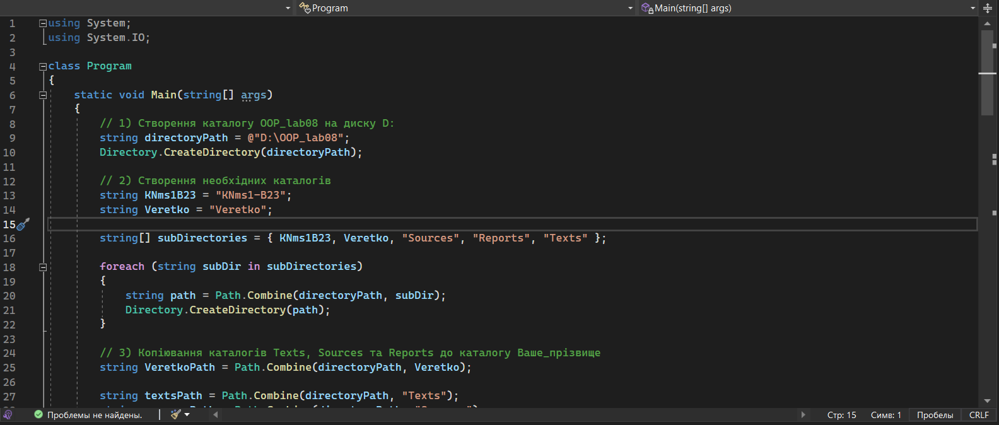 Program Main(string[] args)
1 using System;
2 using System.IO;
3
4 class Program
5 {
6 static void Main(string[] args)
7 {
8 // 1) Створення каталогу OOP_lab08 на диску D:
9 string directoryPath = @"D:\OOP_lab08";
10 Directory.CreateDirectory(directoryPath);
11
12 // 2) Створення необхідних каталогів
13 string KNms1B23 = "KNms1-B23";
14 string Veretko = "Veretko";
15
16 string[] subDirectories = { KNms1B23, Veretko, "Sources", "Reports", "Texts" };
17
18 foreach (string subDir in subDirectories)
19 {
20 string path = Path.Combine(directoryPath, subDir);
21 Directory.CreateDirectory(path);
22 }
23
24 // 3) Копіювання каталогів Texts, Sources та Reports до каталогу Ваше_прізвище
25 string VeretkoPath = Path.Combine(directoryPath, Veretko);
26
27 string textsPath = Path.Combine(directoryPath, "Texts");
Проблемы не найдены. Стр: 15 Симв: 1 Пробелы CRLF